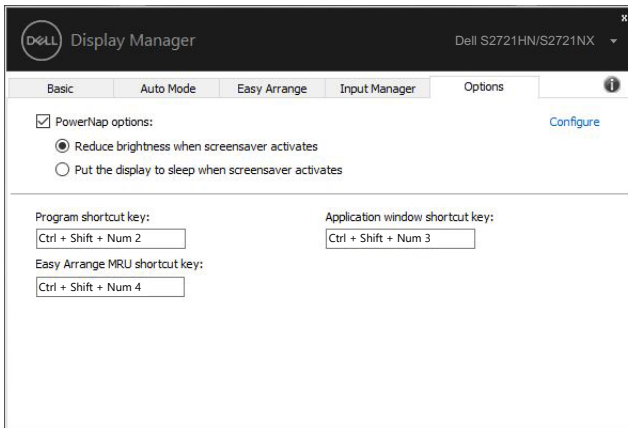 x
DELL Display Manager Dell S2721HN/S2721NX
Basic Auto Mode Easy Arrange Input Manager Options i
PowerNap options: Configure
Reduce brightness when screensaver activates
Put the display to sleep when screensaver activates
Program shortcut key: Application window shortcut key:
Ctrl + Shift + Num 2 Ctrl + Shift + Num 3
Easy Arrange MRU shortcut key:
Ctrl + Shift + Num 4